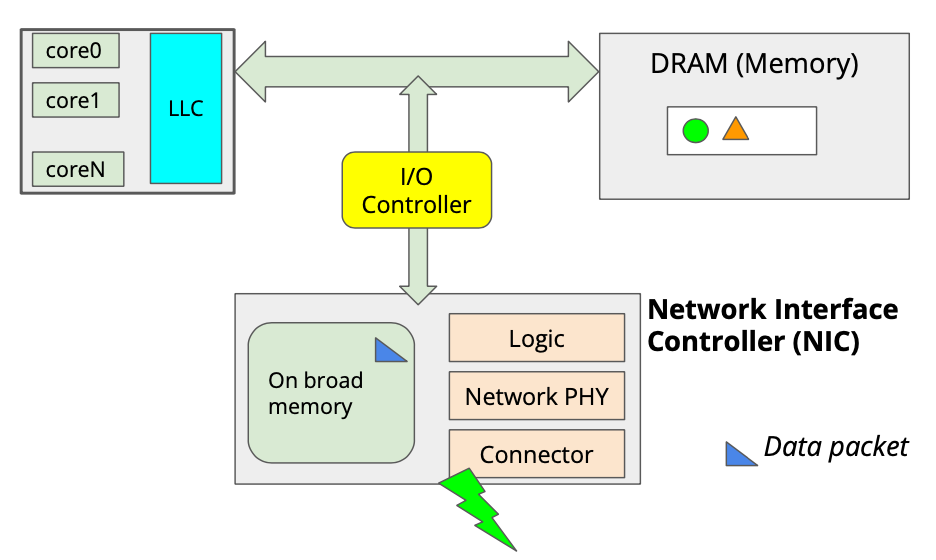 core0
core1
coreN
LLC
DRAM (Memory)
I/O
Controller
On broad
memory
Logic
Network PHY
Connector
Network Interface
Controller (NIC)
Data packet